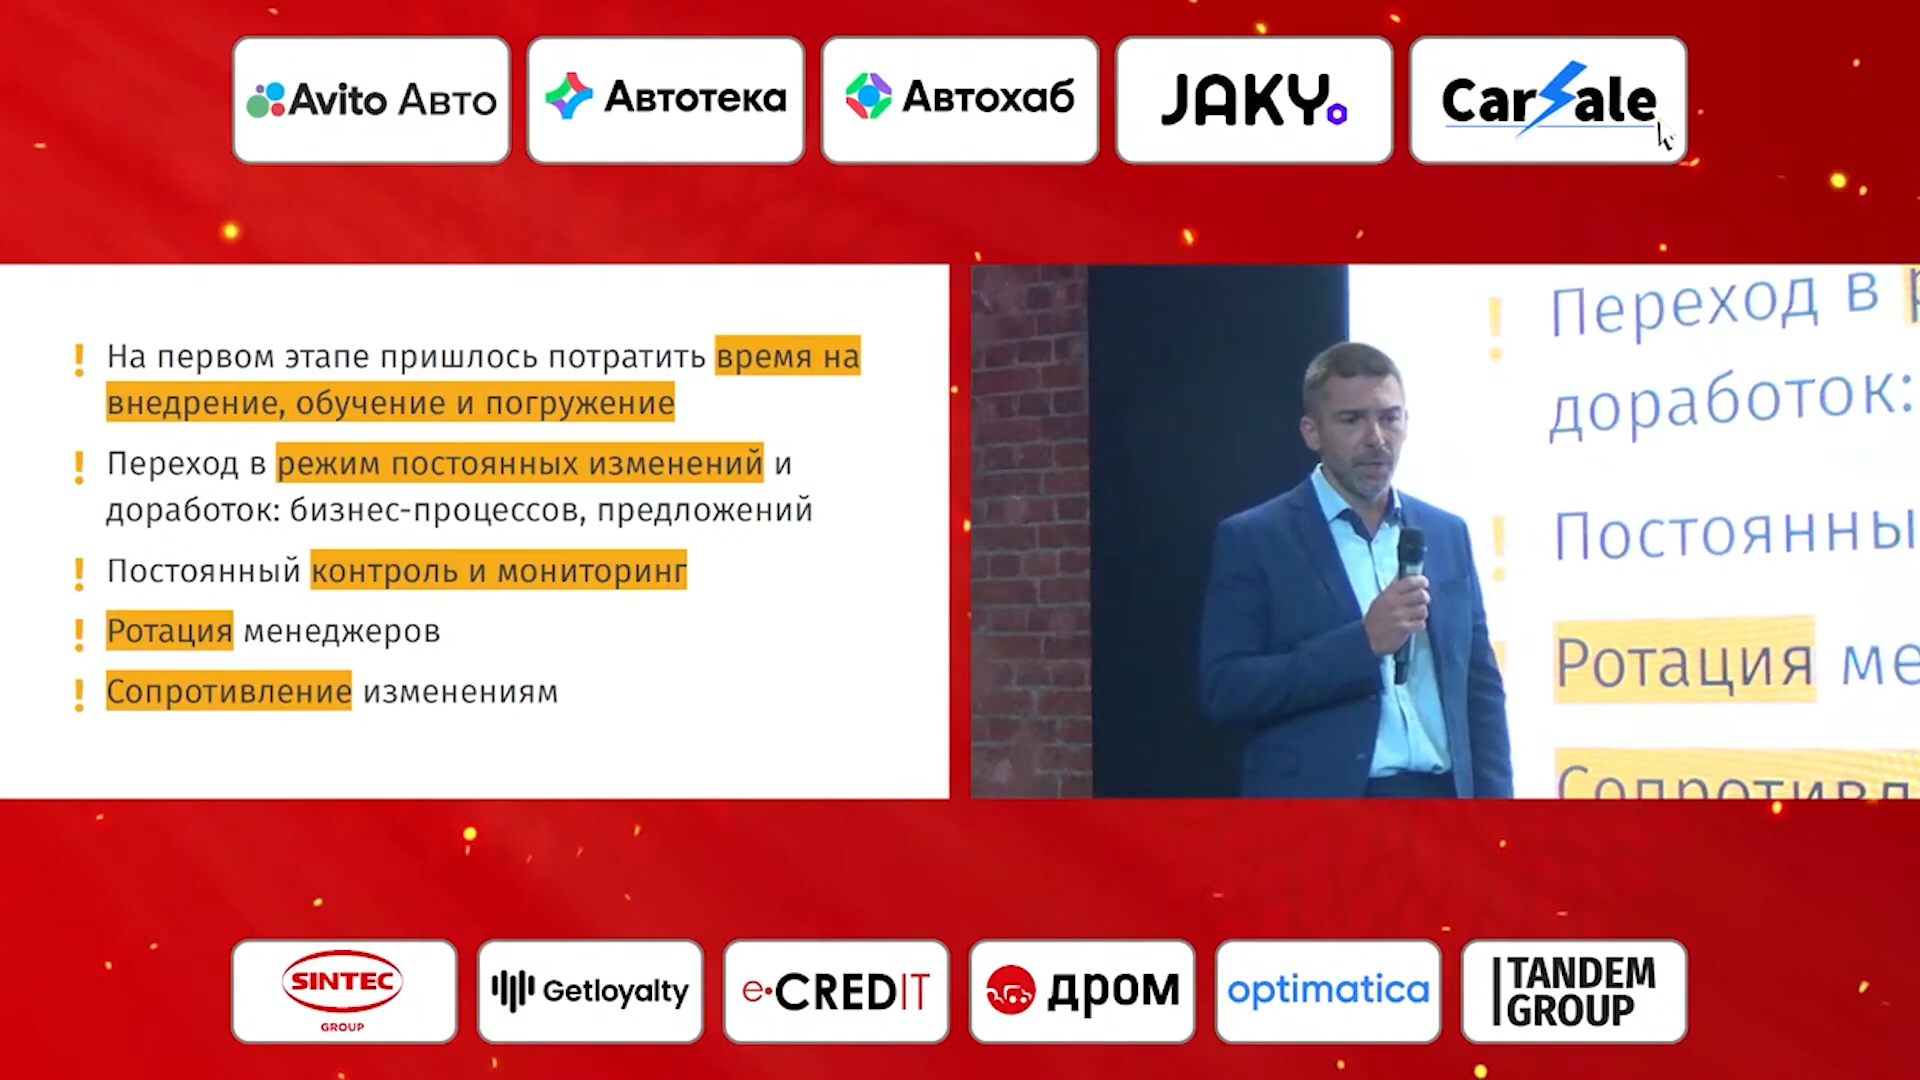 Avito Авто
Автотека
Автохаб
JAKY
CarSale
! На первом этапе пришлось потратить время на
внедрение, обучение и погружение
! Переход в режим постоянных изменений и
доработок: бизнес-процессов, предложений
! Постоянный контроль и мониторинг
! Ротация менеджеров
! Сопротивление изменениям
! Переход в
доработок:
! Постоянны
Ротация ме
Сопротивл
SINTEC
GROUP
Getloyalty
e·CREDIT
дром
optimatica
TANDEM
GROUP